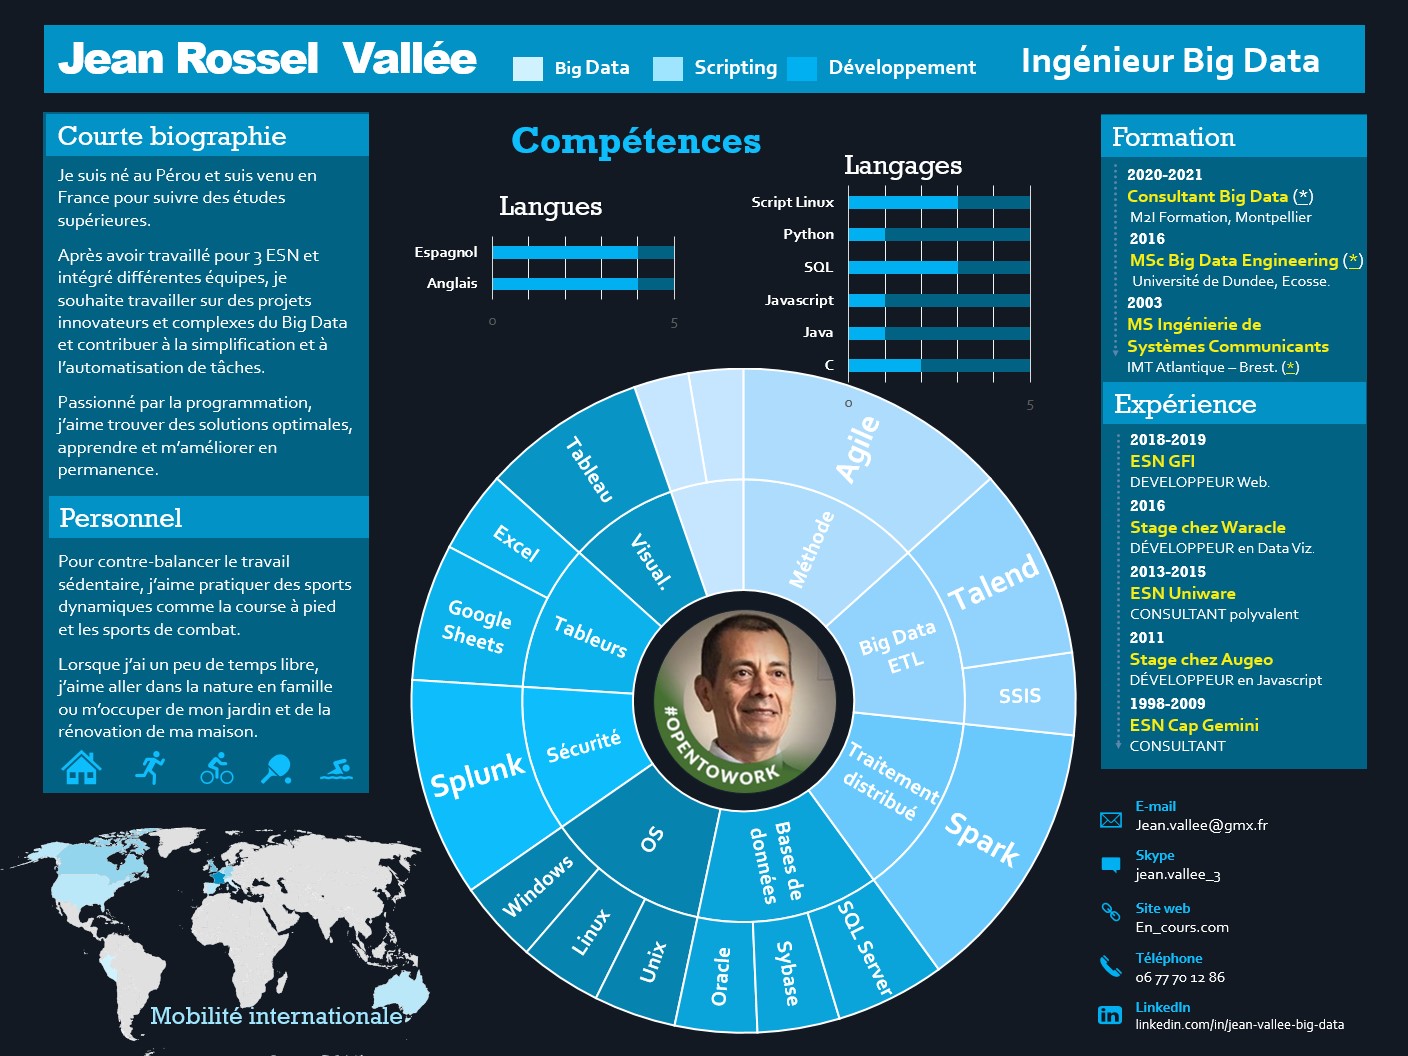 Jean Rossel Vallée
Big Data
Scripting
Développement
Ingénieur Big Data
Courte biographie
Je suis né au Pérou et suis venu en
France pour suivre des études
supérieures.
Après avoir travaillé pour 3 ESN et
intégré différentes équipes, je
souhaite travailler sur des projets
innovateurs et complexes du Big Data
et contribuer à la simplification et à
l’automatisation de tâches.
Passionné par la programmation,
j’aime trouver des solutions optimales,
apprendre et m’améliorer en
permanence.
Personnel
Pour contre-balancer le travail
sédentaire, j’aime pratiquer des sports
dynamiques comme la course à pied
et les sports de combat.
Lorsque j’ai un peu de temps libre,
j’aime aller dans la nature en famille
ou m’occuper de mon jardin et de la
rénovation de ma maison.
Mobilité internationale
Compétences
Langues
Espagnol
Anglais
0
5
Langages
Script Linux
Python
SQL
Javascript
Java
C
0
5
Agile
Méthode
Talend
SSIS
Big Data
ETL
Spark
Traitement
distribué
SQL Server
Sybase
Oracle
Bases de
données
Unix
Linux
Windows
OS
Splunk
Sécurité
Google
Sheets
Excel
Tableurs
Tableau
Visual.
#OPENTOWORK
Formation
2020-2021
Consultant Big Data (*)
M2I Formation, Montpellier
2016
MSc Big Data Engineering (*)
Université de Dundee, Ecosse.
2003
MS Ingénierie de
Systèmes Communicants
IMT Atlantique – Brest. (*)
Expérience
2018-2019
ESN GFI
DEVELOPPEUR Web.
2016
Stage chez Waracle
DÉVELOPPEUR en Data Viz.
2013-2015
ESN Uniware
CONSULTANT polyvalent
2011
Stage chez Augeo
DÉVELOPPEUR en Javascript
1998-2009
ESN Cap Gemini
CONSULTANT
E-mail
Jean.vallee@gmx.fr
Skype
jean.vallee_3
Site web
En_cours.com
Téléphone
06 77 70 12 86
LinkedIn
linkedin.com/in/jean-vallee-big-data